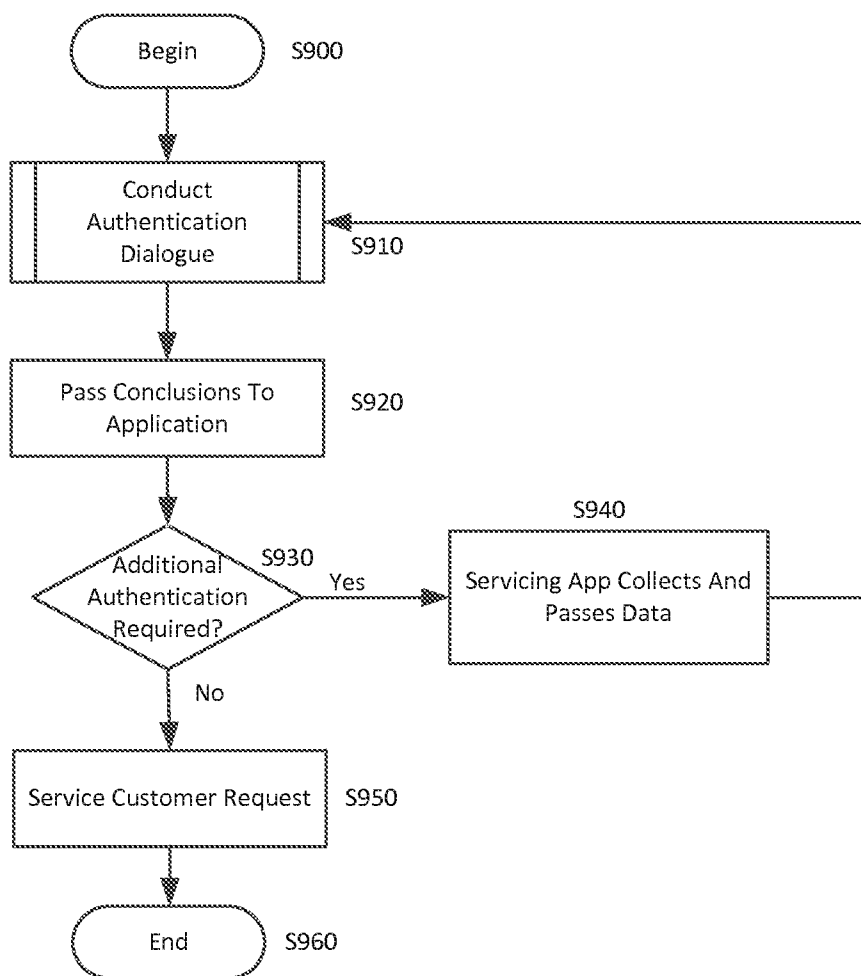 Begin
S900
Conduct
Authentication
Dialogue
S910
Pass Conclusions To
Application
S920
S930
Additional
Authentication
Required?
Yes
S940
Servicing App Collects And
Passes Data
No
Service Customer Request
S950
End
S960